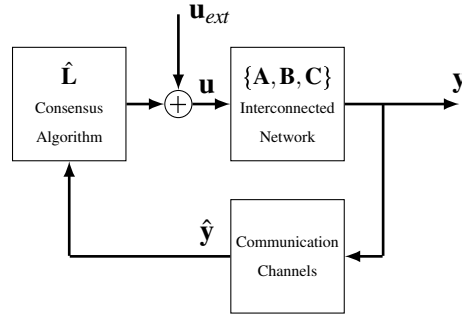 u_ext
L̂
Consensus
Algorithm
+
u
{A, B, C}
Interconnected
Network
y
ŷ
Communication
Channels